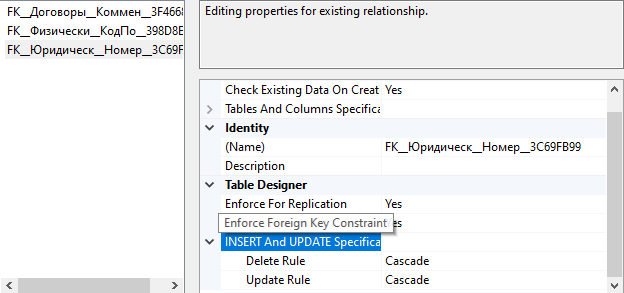 FK__Договоры__Коммен__3F466
FK__Физически__КодПо__398D8E
FK__Юридическ__Номер__3C69F
Editing properties for existing relationship.
Check Existing Data On Creat Yes
Tables And Columns Specifica
Identity
(Name) FK__Юридическ__Номер__3C69FB99
Description
Table Designer
Enforce For Replication Yes
Enforce Foreign Key Constraint es
INSERT And UPDATE Specifica
Delete Rule Cascade
Update Rule Cascade